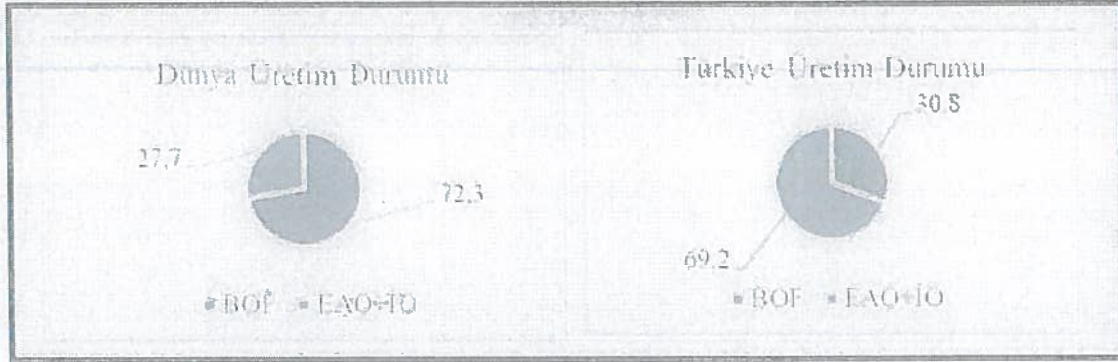 Dünya Üretim Durumu
27,7
72,3
BOF EAO+İO
Türkiye Üretim Durumu
30.8
69.2
BOF EAO+İO